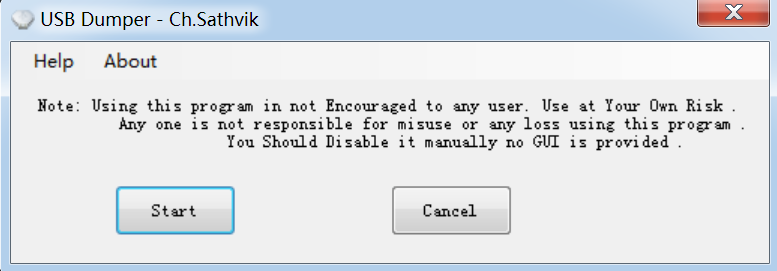 USB Dumper - Ch.Sathvik
Help About
Note: Using this program in not Encouraged to any user. Use at Your Own Risk .
Any one is not responsible for misuse or any loss using this program .
You Should Disable it manually no GUI is provided .
Start Cancel